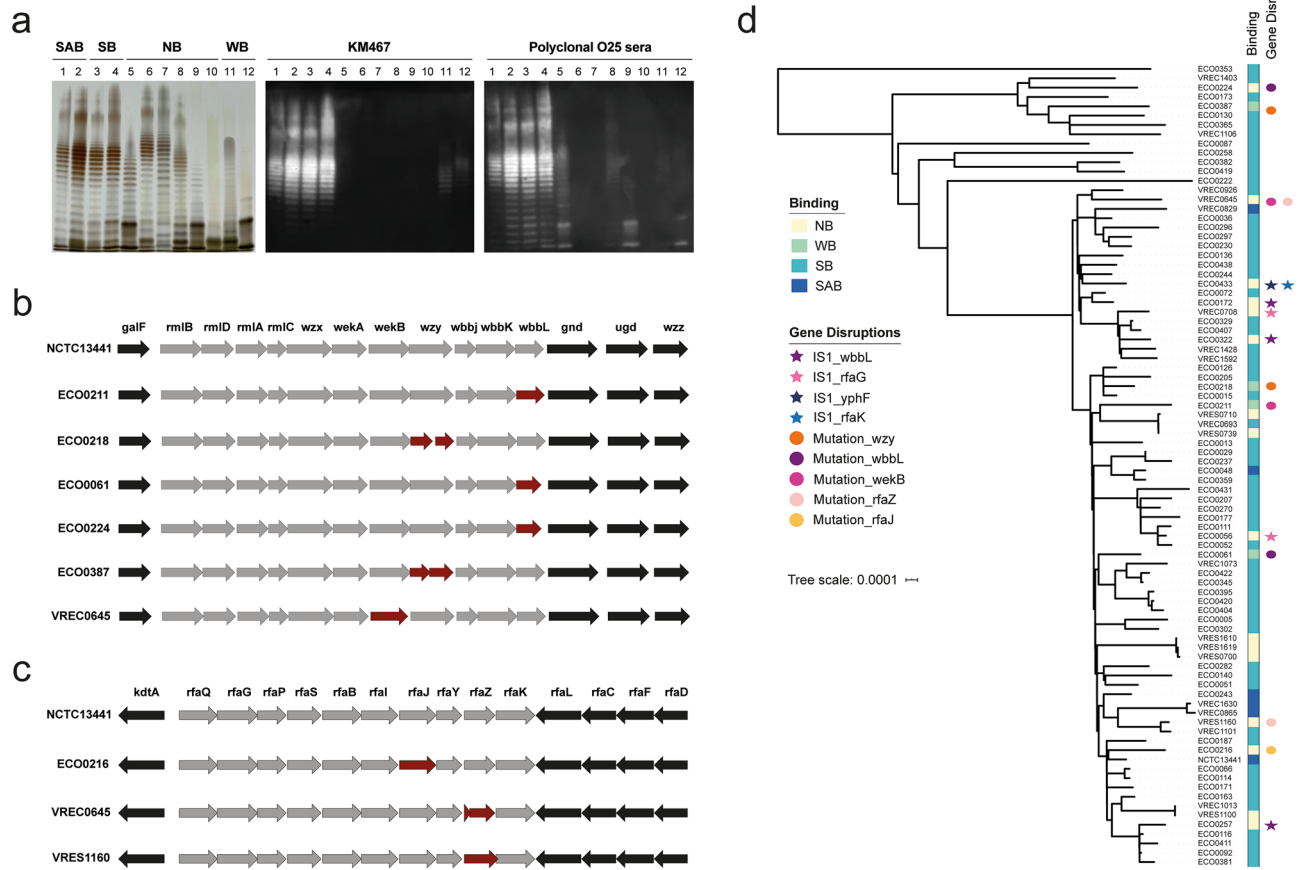 a
SAB SB NB WB
1 2 3 4 5 6 7 8 9 10 11 12
KM467
1 2 3 4 5 6 7 8 9 10 11 12
Polyclonal O25 sera
1 2 3 4 5 6 7 8 9 10 11 12
b
galF rmlB rmlD rmlA rmlC wzx wekA wekB wzy wbbj wbbK wbbL gnd ugd wzz
NCTC13441
ECO0211
ECO0218
ECO0061
ECO0224
ECO0387
VREC0645
c
kdtA rfaQ rfaG rfaP rfaS rfaB rfaI rfaJ rfaY rfaZ rfaK rfaL rfaC rfaF rfaD
NCTC13441
ECO0216
VREC0645
VRES1160
d
Binding
Gene Disru
Binding
NB
WB
SB
SAB
Gene Disruptions
IS1_wbbL
IS1_rfaG
IS1_yphF
IS1_rfaK
Mutation_wzy
Mutation_wbbL
Mutation_wekB
Mutation_rfaZ
Mutation_rfaJ
Tree scale: 0.0001
ECO0353
VREC1403
ECO0224
ECO0173
ECO0387
ECO0130
ECO0365
VREC1106
ECO0087
ECO0258
ECO0382
ECO0419
ECO0222
VREC0926
VREC0645
VREC0829
ECO0036
ECO0296
ECO0297
ECO0230
ECO0136
ECO0438
ECO0244
ECO0433
ECO0072
ECO0172
VREC0708
ECO0329
ECO0407
ECO0322
VREC1428
VREC1592
ECO0126
ECO0205
ECO0218
ECO0015
ECO0211
VRES0710
VREC0693
VRES0739
ECO0013
ECO0029
ECO0237
ECO0048
ECO0359
ECO0431
ECO0207
ECO0270
ECO0177
ECO0111
ECO0056
ECO0052
ECO0061
VREC1073
ECO0422
ECO0345
ECO0395
ECO0420
ECO0404
ECO0005
ECO0302
VRES1610
VRES1619
VRES0700
ECO0282
ECO0140
ECO0051
ECO0243
VREC1630
VREC0865
VRES1160
VREC1101
ECO0187
ECO0216
NCTC13441
ECO0066
ECO0114
ECO0171
ECO0163
VREC1013
VRES1100
ECO0257
ECO0116
ECO0411
ECO0092
ECO0381